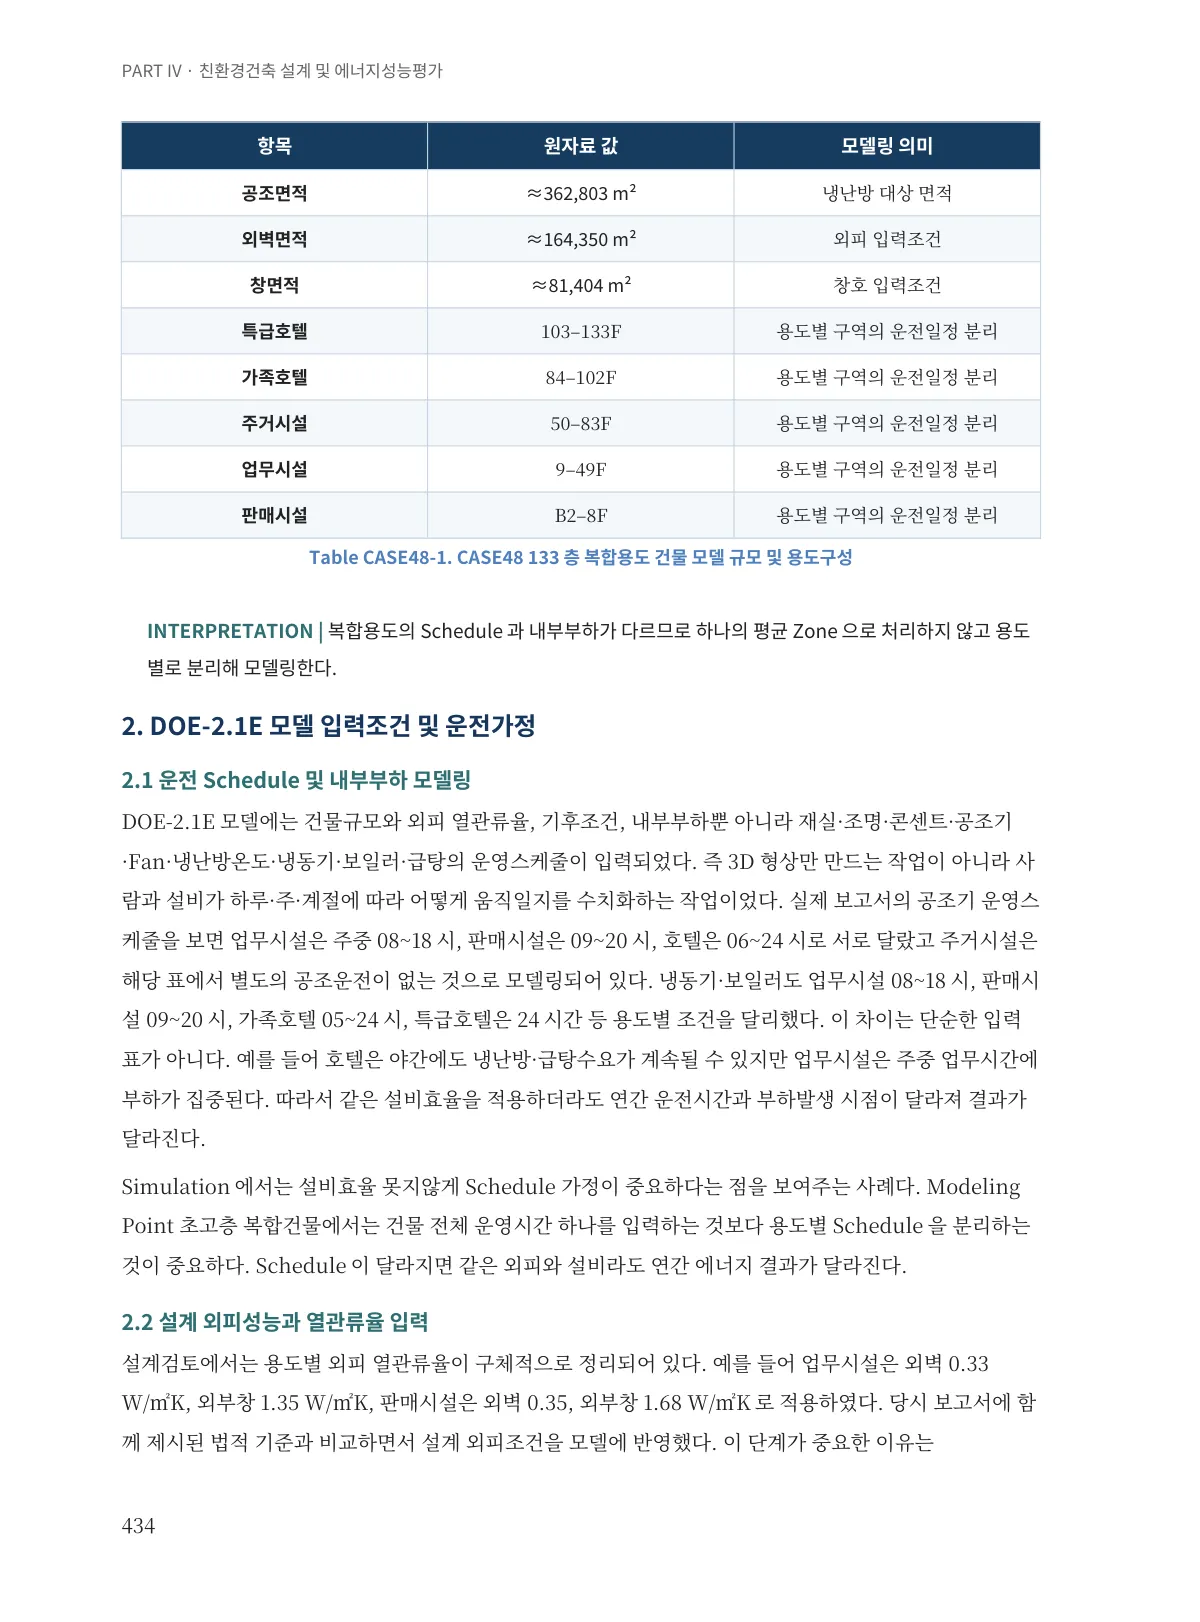 PART IV · 친환경건축 설계 및 에너지성능평가
항목 원자료 값 모델링 의미
공조면적 ≈362,803 m² 냉난방 대상 면적
외벽면적 ≈164,350 m² 외피 입력조건
창면적 ≈81,404 m² 창호 입력조건
특급호텔 103–133F 용도별 구역의 운전일정 분리
가족호텔 84–102F 용도별 구역의 운전일정 분리
주거시설 50–83F 용도별 구역의 운전일정 분리
업무시설 9–49F 용도별 구역의 운전일정 분리
판매시설 B2–8F 용도별 구역의 운전일정 분리
Table CASE48-1. CASE48 133 층 복합용도 건물 모델 규모 및 용도구성
INTERPRETATION | 복합용도의 Schedule 과 내부부하가 다르므로 하나의 평균 Zone 으로 처리하지 않고 용도
별로 분리해 모델링한다.
2. DOE-2.1E 모델 입력조건 및 운전가정
2.1 운전 Schedule 및 내부부하 모델링
DOE-2.1E 모델에는 건물규모와 외피 열관류율, 기후조건, 내부부하뿐 아니라 재실·조명·콘센트·공조기
·Fan·냉난방온도·냉동기·보일러·급탕의 운영스케줄이 입력되었다. 즉 3D 형상만 만드는 작업이 아니라 사
람과 설비가 하루·주·계절에 따라 어떻게 움직일지를 수치화하는 작업이었다. 실제 보고서의 공조기 운영스
케줄을 보면 업무시설은 주중 08~18 시, 판매시설은 09~20 시, 호텔은 06~24 시로 서로 달랐고 주거시설은
해당 표에서 별도의 공조운전이 없는 것으로 모델링되어 있다. 냉동기·보일러도 업무시설 08~18 시, 판매시
설 09~20 시, 가족호텔 05~24 시, 특급호텔은 24 시간 등 용도별 조건을 달리했다. 이 차이는 단순한 입력
표가 아니다. 예를 들어 호텔은 야간에도 냉난방·급탕수요가 계속될 수 있지만 업무시설은 주중 업무시간에
부하가 집중된다. 따라서 같은 설비효율을 적용하더라도 연간 운전시간과 부하발생 시점이 달라져 결과가
달라진다.
Simulation 에서는 설비효율 못지않게 Schedule 가정이 중요하다는 점을 보여주는 사례다. Modeling
Point 초고층 복합건물에서는 건물 전체 운영시간 하나를 입력하는 것보다 용도별 Schedule 을 분리하는
것이 중요하다. Schedule 이 달라지면 같은 외피와 설비라도 연간 에너지 결과가 달라진다.
2.2 설계 외피성능과 열관류율 입력
설계검토에서는 용도별 외피 열관류율이 구체적으로 정리되어 있다. 예를 들어 업무시설은 외벽 0.33
W/㎡K, 외부창 1.35 W/㎡K, 판매시설은 외벽 0.35, 외부창 1.68 W/㎡K 로 적용하였다. 당시 보고서에 함
께 제시된 법적 기준과 비교하면서 설계 외피조건을 모델에 반영했다. 이 단계가 중요한 이유는
434